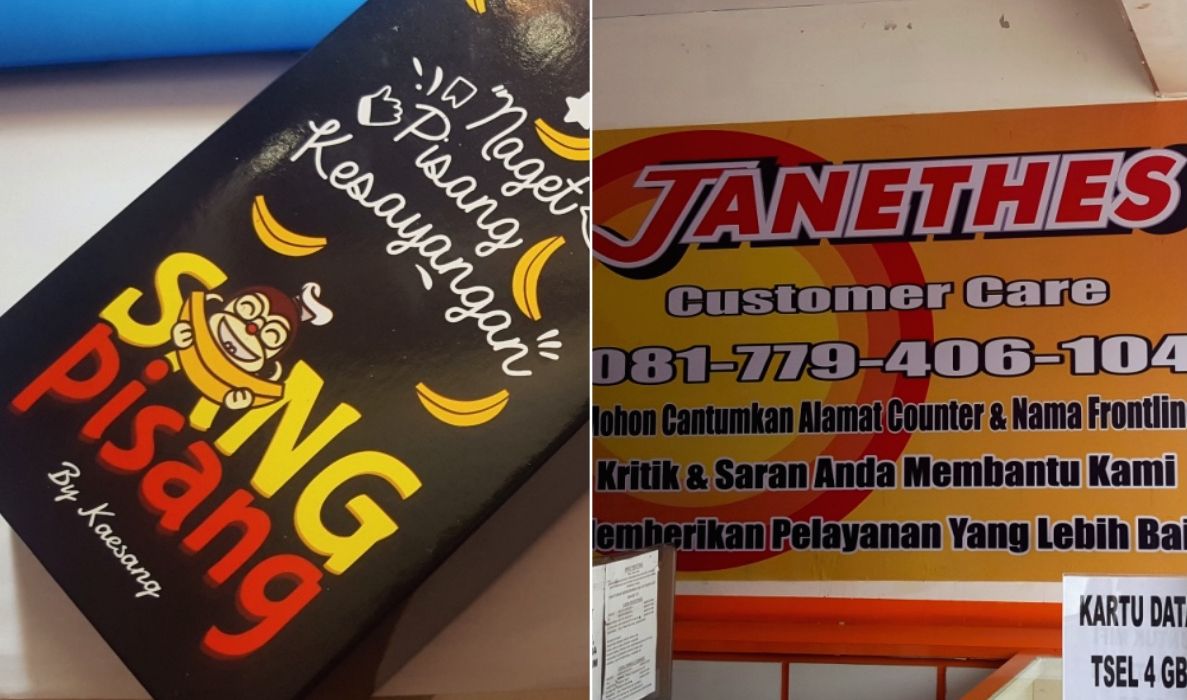 "Naget
Pisang
Kesayangan"
SANG
Pisang
By Kaesang
JANETHES
Customer Care
081-779-406-104
Mohon Cantumkan Alamat Counter & Nama Frontlin
Kritik & Saran Anda Membantu Kami
Memberikan Pelayanan Yang Lebih Bai
KARTU DATA
TSEL 4 GB